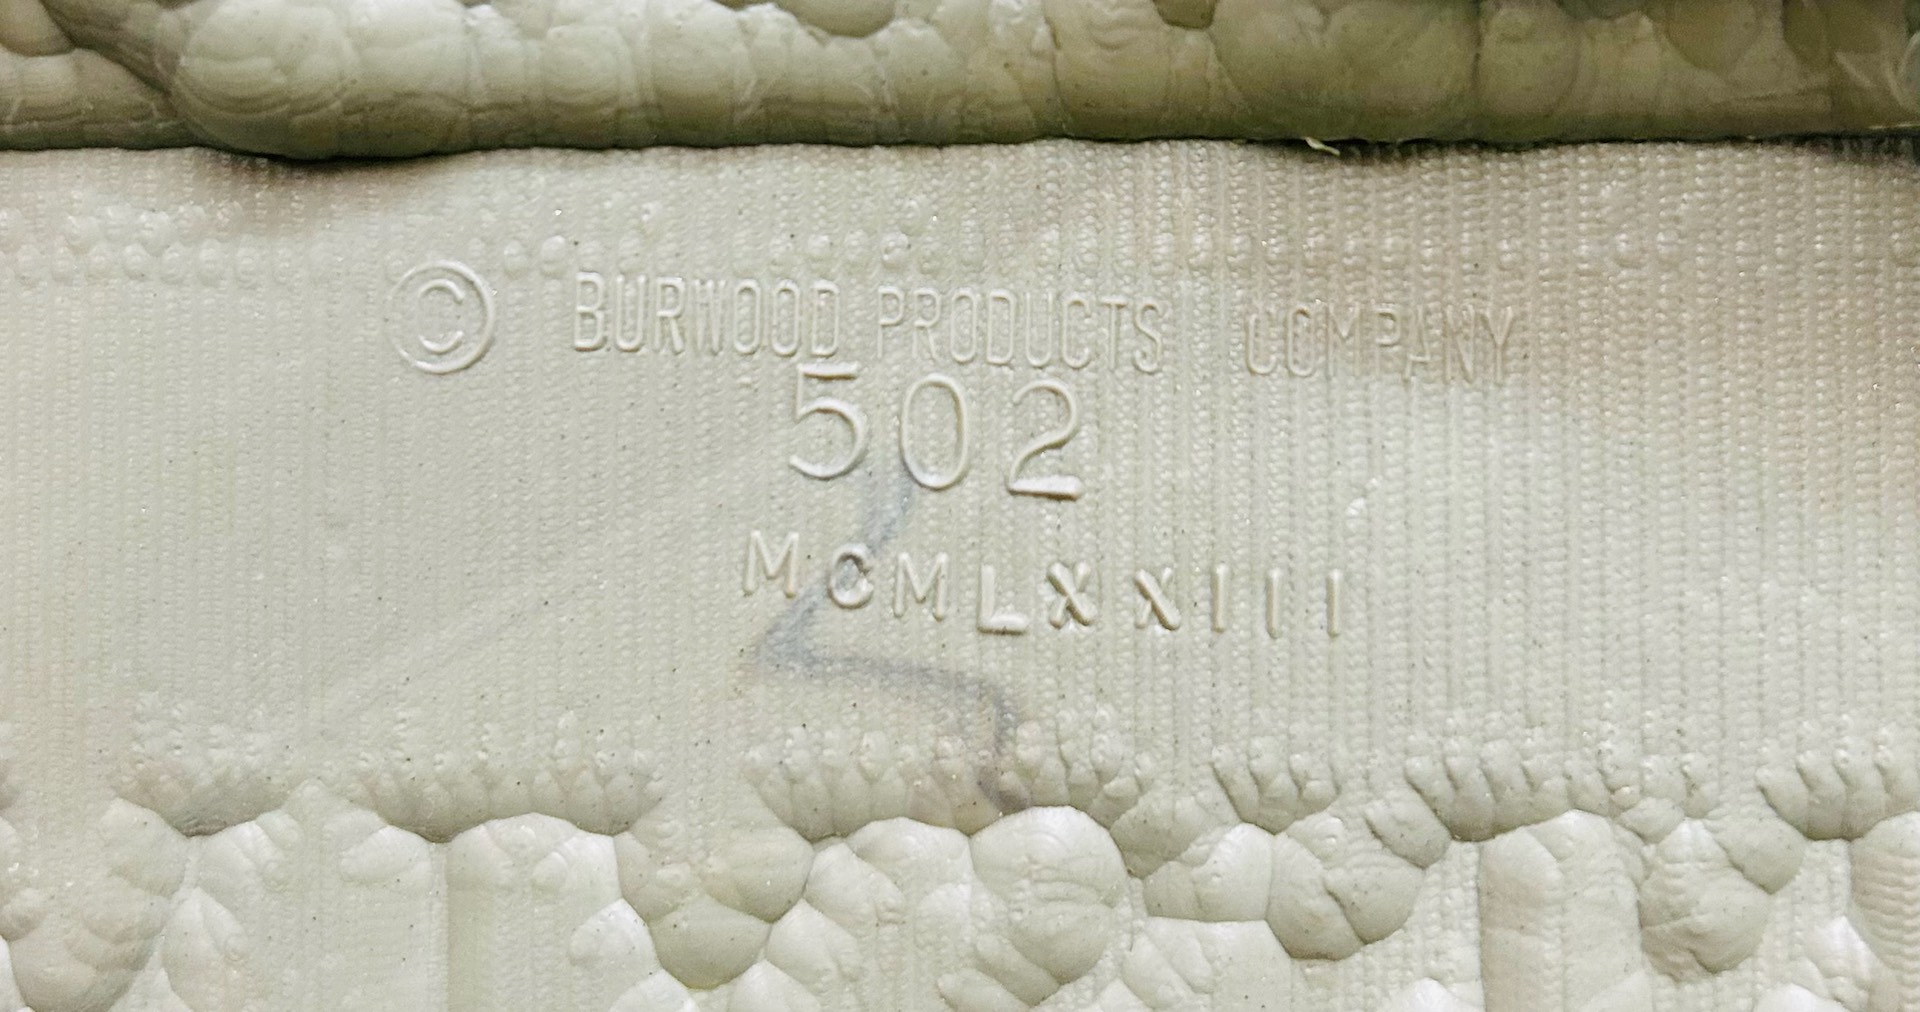 © BURWOOD PRODUCTS COMPANY
502
MCMLXXIII